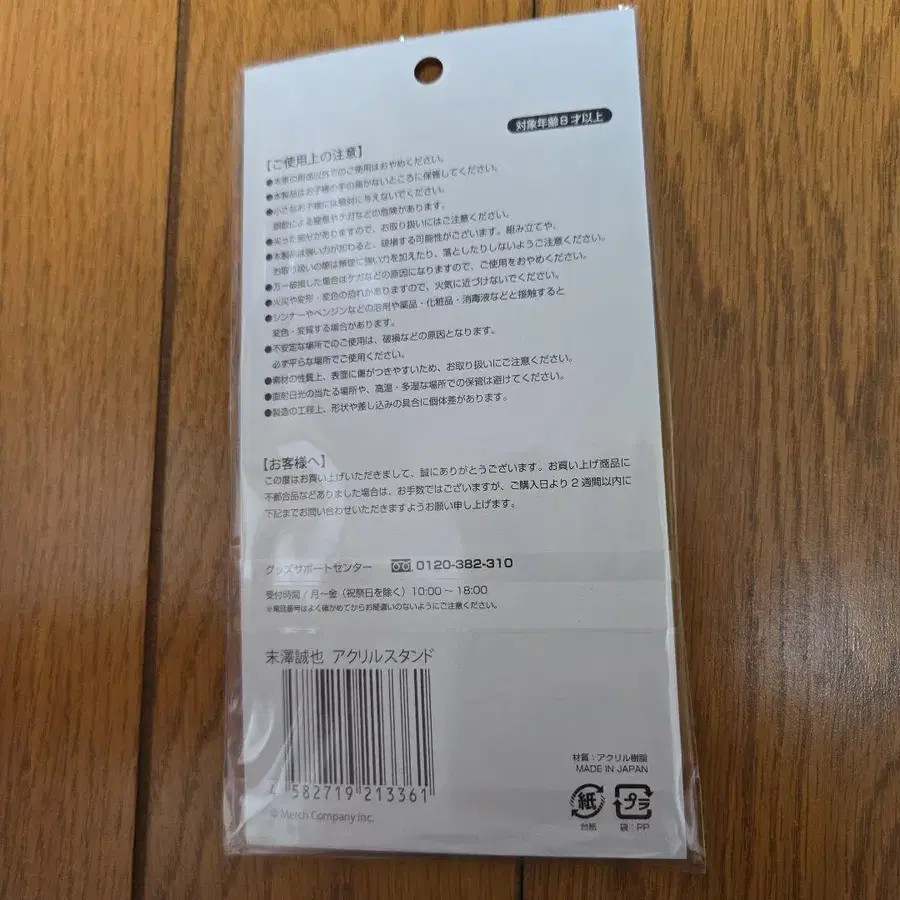 対象年齢8才以上
【ご使用上の注意】
●本来の用途以外でのご使用はおやめください。
●本製品はお子様の手の届かないところに保管してください。
●小さなお子様には絶対に与えないでください。
誤飲による窒息やケガなどの危険があります。
●尖った部分がありますので、お取り扱いにはご注意ください。
●本製品は強い力が加わると、破損する可能性がございます。組み立てや、
お取り扱いの際は無理に強い力を加えたり、落としたりしないようご注意ください。
●万一破損した場合はケガなどの原因になりますので、ご使用をおやめください。
●火災や変形・変色の恐れがありますので、火気に近づけないでください。
●シンナーやベンジンなどの溶剤や薬品・化粧品・消毒液などと接触すると
変色・変質する場合があります。
●不安定な場所でのご使用は、破損などの原因となります。
必ず平らな場所でご使用ください。
●素材の性質上、表面に傷がつきやすいため、お取り扱いにご注意ください。
●直射日光の当たる場所や、高温・多湿な場所での保管は避けてください。
●製造の工程上、形状や差し込みの具合に個体差があります。
【お客様へ】
この度はお買い上げいただきまして、誠にありがとうございます。お買い上げ商品に
不都合品などありました場合は、お手数ではございますが、ご購入日より2週間以内に
下記までお問い合わせいただきますようお願い申し上げます。
グッズサポートセンター 0120-382-310
受付時間/月～金（祝祭日を除く）10:00～18:00
※電話番号はよく確かめてからお間違いのないようにご注意ください。
末澤誠也 アクリルスタンド
4 582719 213361
© Merch Company inc.
材質：アクリル樹脂
MADE IN JAPAN
紙 プラ
台紙 袋：PP